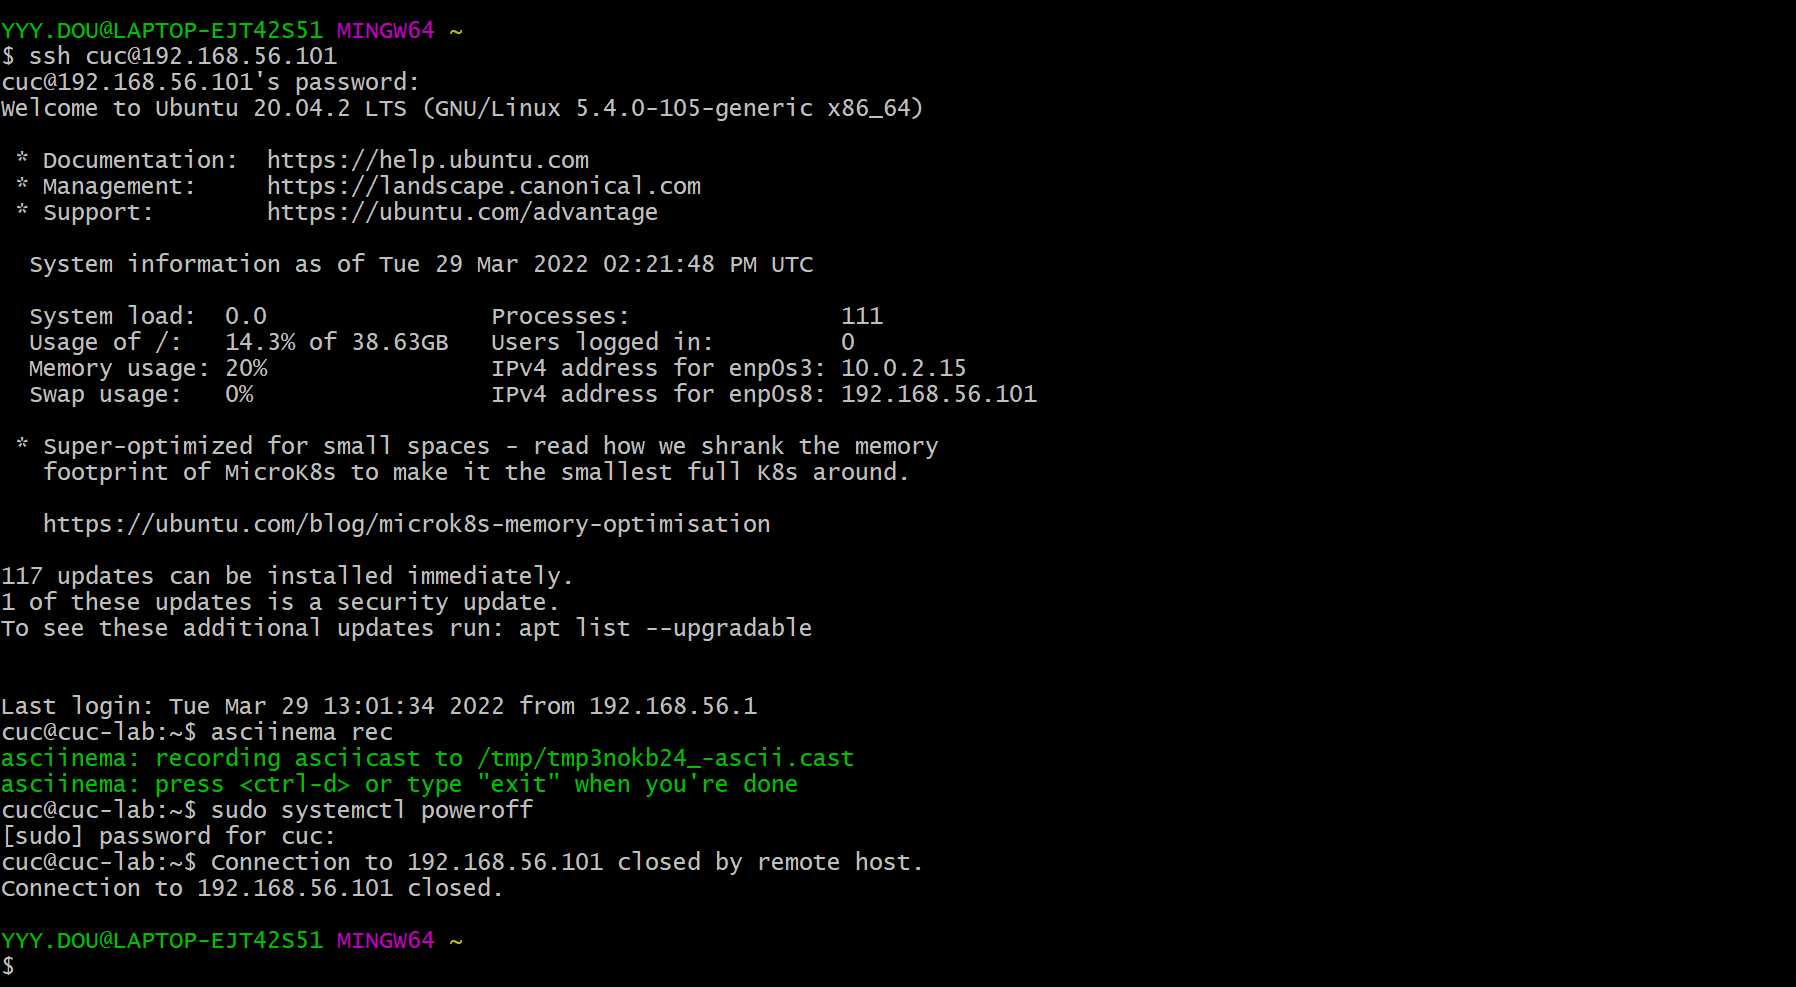 YYY.DOU@LAPTOP-EJT42S51 MINGW64 ~
$ ssh cuc@192.168.56.101
cuc@192.168.56.101's password:
Welcome to Ubuntu 20.04.2 LTS (GNU/Linux 5.4.0-105-generic x86_64)
 * Documentation:  https://help.ubuntu.com
 * Management:     https://landscape.canonical.com
 * Support:        https://ubuntu.com/advantage
  System information as of Tue 29 Mar 2022 02:21:48 PM UTC
  System load:  0.0                Processes:               111
  Usage of /:   14.3% of 38.63GB   Users logged in:         0
  Memory usage: 20%                IPv4 address for enp0s3: 10.0.2.15
  Swap usage:   0%                 IPv4 address for enp0s8: 192.168.56.101
 * Super-optimized for small spaces - read how we shrank the memory
   footprint of MicroK8s to make it the smallest full K8s around.
   https://ubuntu.com/blog/microk8s-memory-optimisation
117 updates can be installed immediately.
1 of these updates is a security update.
To see these additional updates run: apt list --upgradable
Last login: Tue Mar 29 13:01:34 2022 from 192.168.56.1
cuc@cuc-lab:~$ asciinema rec
asciinema: recording asciicast to /tmp/tmp3nokb24_-ascii.cast
asciinema: press <ctrl-d> or type "exit" when you're done
cuc@cuc-lab:~$ sudo systemctl poweroff
[sudo] password for cuc:
cuc@cuc-lab:~$ Connection to 192.168.56.101 closed by remote host.
Connection to 192.168.56.101 closed.
YYY.DOU@LAPTOP-EJT42S51 MINGW64 ~
$